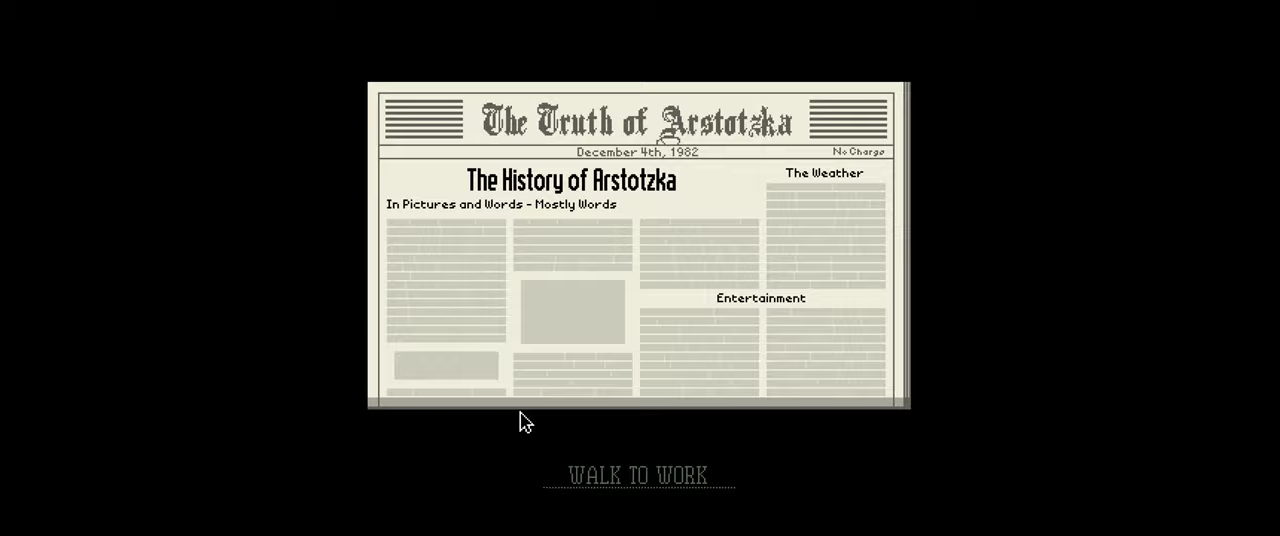 The Truth of Arstotzka
December 4th, 1982
No Charge
The History of Arstotzka
In Pictures and Words - Mostly Words
The Weather
Entertainment
WALK TO WORK